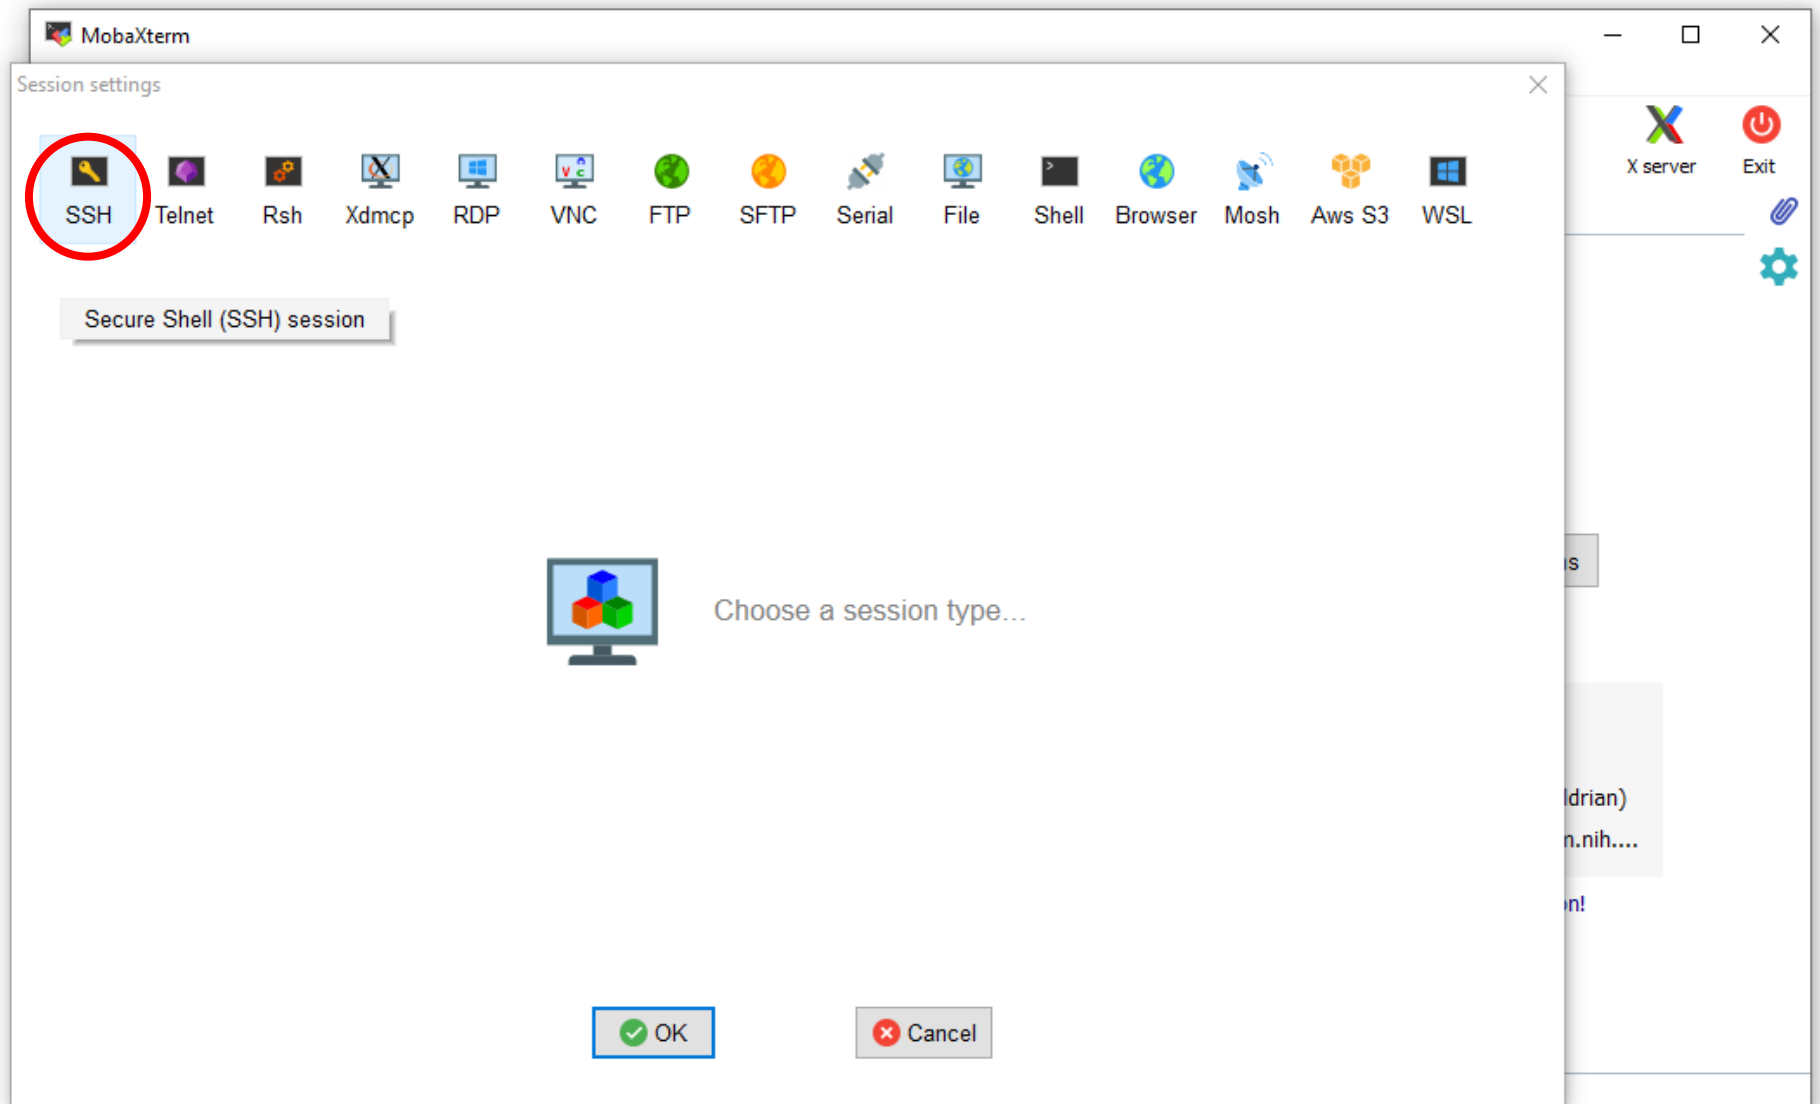 MobaXterm
Session settings
X server
Exit
SSH
Telnet
Rsh
Xdmcp
RDP
VNC
FTP
SFTP
Serial
File
Shell
Browser
Mosh
Aws S3
WSL
Secure Shell (SSH) session
Choose a session type...
ldrian)
.nih....
n!
OK
Cancel